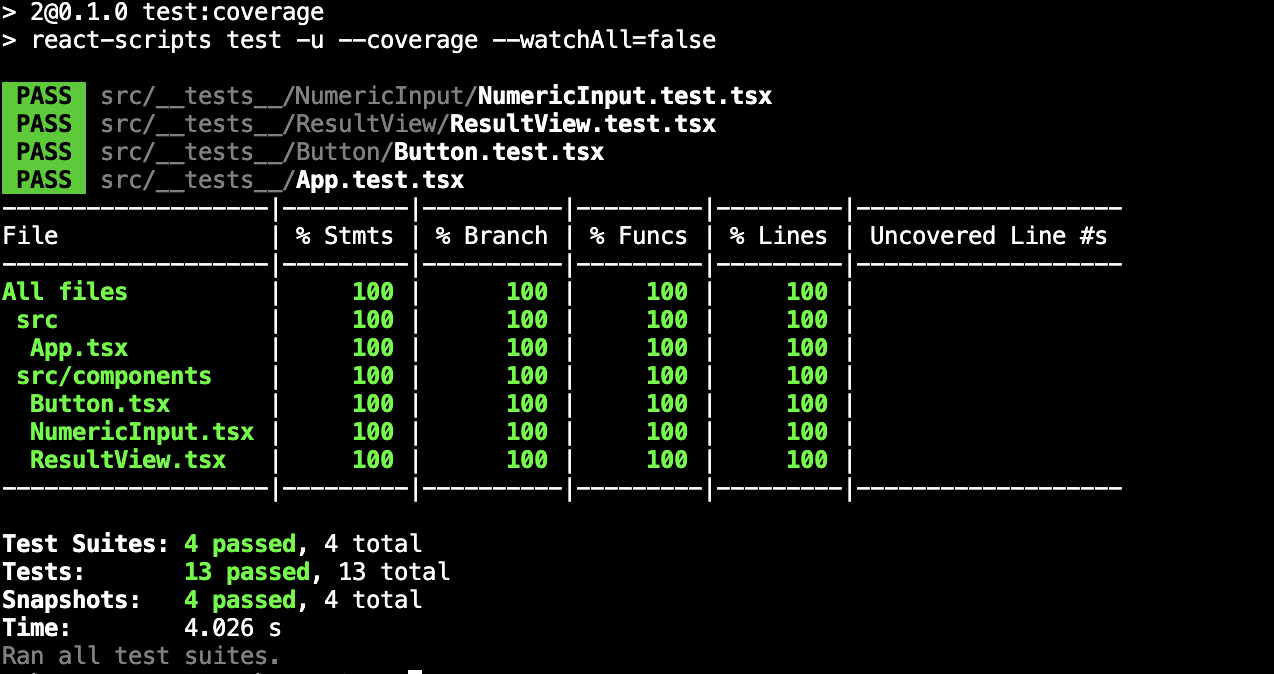 > 2@0.1.0 test:coverage
> react-scripts test -u --coverage --watchAll=false
PASS src/__tests__/NumericInput/NumericInput.test.tsx
PASS src/__tests__/ResultView/ResultView.test.tsx
PASS src/__tests__/Button/Button.test.tsx
PASS src/__tests__/App.test.tsx
-------------------|---------|----------|---------|---------|-------------------
File | % Stmts | % Branch | % Funcs | % Lines | Uncovered Line #s
-------------------|---------|----------|---------|---------|-------------------
All files | 100 | 100 | 100 | 100 |
src | 100 | 100 | 100 | 100 |
App.tsx | 100 | 100 | 100 | 100 |
src/components | 100 | 100 | 100 | 100 |
Button.tsx | 100 | 100 | 100 | 100 |
NumericInput.tsx | 100 | 100 | 100 | 100 |
ResultView.tsx | 100 | 100 | 100 | 100 |
-------------------|---------|----------|---------|---------|-------------------
Test Suites: 4 passed, 4 total
Tests: 13 passed, 13 total
Snapshots: 4 passed, 4 total
Time: 4.026 s
Ran all test suites.